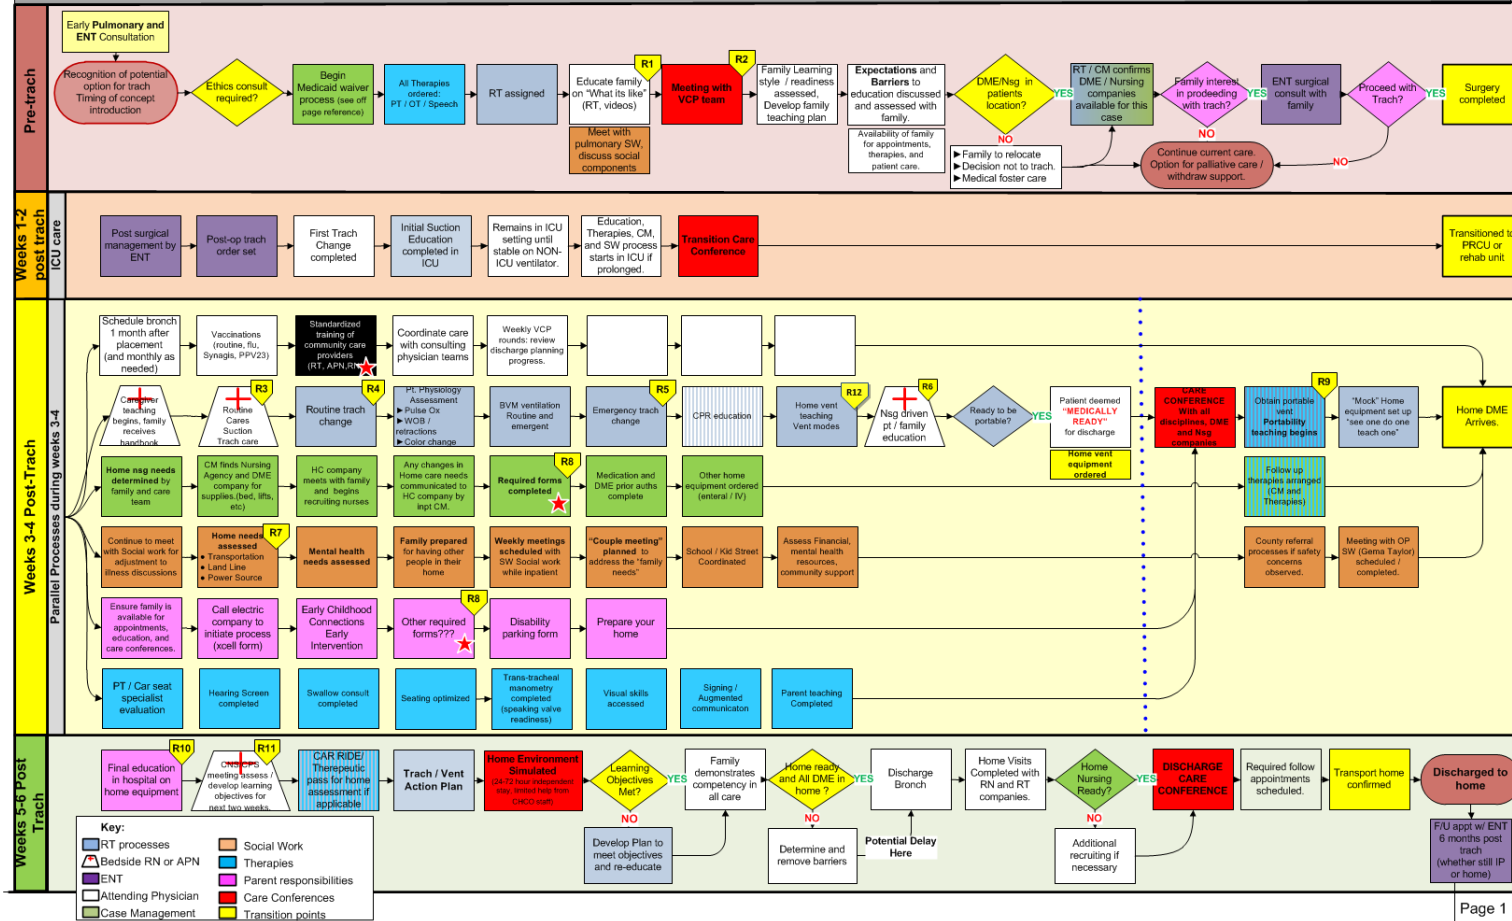 Pre-trach
Early Pulmonary and
ENT Consultation
Recognition of potential
option for trach
Timing of concept
introduction
Ethics consult
required?
Begin
Medicaid waiver
process (see off
page reference)
All Therapies
ordered:
PT / OT / Speech
RT assigned
R1
Educate family
on “What its like”
(RT, videos)
Meet with
pulmonary SW,
discuss social
components
R2
Meeting with
VCP team
Family Learning
style / readiness
assessed,
Develop family
teaching plan
Expectations and
Barriers to
education discussed
and assessed with
family.
Availability of family
for appointments,
therapies, and
patient care.
DME/Nsg in
patients
location?
YES
NO
►Family to relocate
►Decision not to trach.
►Medical foster care
RT / CM confirms
DME / Nursing
companies
available for this
case
Family interest
in prodeeding
with trach?
YES
NO
Continue current care.
Option for palliative care /
withdraw support.
ENT surgical
consult with
family
Proceed with
Trach?
YES
NO
Surgery
completed
Weeks 1-2
post trach
ICU care
Post surgical
management by
ENT
Post-op trach
order set
First Trach
Change
completed
Initial Suction
Education
completed in
ICU
Remains in ICU
setting until
stable on NON-
ICU ventilator.
Education,
Therapies, CM,
and SW process
starts in ICU if
prolonged.
Transition Care
Conference
Transitioned to
PRCU or
rehab unit
Weeks 3-4 Post-Trach
Parallel Processes during weeks 3-4
Schedule bronch
1 month after
placement
(and monthly as
needed)
Vaccinations
(routine, flu,
Synagis, PPV23)
Standardized
training of
community care
providers
(RT, APN,RN)
Coordinate care
with consulting
physician teams
Weekly VCP
rounds: review
discharge planning
progress.
Caregiver
teaching
begins, family
receives
handbook
R3
Routine
Cares
Suction
Trach care
R4
Routine trach
change
Pt. Physiology
Assessment
►Pulse Ox
►WOB /
retractions
►Color change
BVM ventilation
Routine and
emergent
R5
Emergency trach
change
CPR education
R12
Home vent
teaching
Vent modes
R6
Nsg driven
pt / family
education
Ready to be
portable?
YES
Patient deemed
“MEDICALLY
READY”
for discharge
Home vent
equipment
ordered
CARE
CONFERENCE
With all
disciplines, DME
and Nsg
companies
R9
Obtain portable
vent
Portability
teaching begins
“Mock” Home
equipment set up
“see one do one
teach one”
Home DME
Arrives.
Home nsg needs
determined by
family and care
team
CM finds Nursing
Agency and DME
company for
supplies.(bed, lifts,
etc)
HC company
meets with family
and begins
recruiting nurses
Any changes in
Home care needs
communicated to
HC company by
inpt CM.
R8
Required forms
completed
Medication and
DME prior auths
complete
Other home
equipment ordered
(enteral / IV)
Follow up
therapies arranged
(CM and
Therapies)
Continue to meet
with Social work for
adjustment to
illness discussions
R7
Home needs
assessed
● Transportation
● Land Line
● Power Source
Mental health
needs assessed
Family prepared
for having other
people in their
home
Weekly meetings
scheduled with
SW Social work
while inpatient
“Couple meeting”
planned to
address the “family
needs”
School / Kid Street
Coordinated
Assess Financial,
mental health
resources,
community support
County referral
processes if safety
concerns
observed.
Meeting with OP
SW (Gema Taylor)
scheduled /
completed.
Ensure family is
available for
appointments,
education, and
care conferences.
Call electric
company to
initiate process
(xcell form)
Early Childhood
Connections
Early
Intervention
R8
Other required
forms???
Disability
parking form
Prepare your
home
PT / Car seat
specialist
evaluation
Hearing Screen
completed
Swallow consult
completed
Seating optimized
Trans-tracheal
manometry
completed
(speaking valve
readiness)
Visual skills
accessed
Signing /
Augmented
communicaton
Parent teaching
Completed
Weeks 5-6 Post
Trach
R10
Final education
in hospital on
home equipment
R11
CNS/CPS
meeting assess /
develop learning
objectives for
next two weeks.
CAR RIDE/
Therepeutic
pass for home
assessment if
applicable
Trach / Vent
Action Plan
Home Environment
Simulated
(24-72 hour independent
stay, limited help from
CHCO staff)
Learning
Objectives
Met?
YES
NO
Develop Plan to
meet objectives
and re-educate
Family
demonstrates
competency in
all care
Home ready
and All DME in
home ?
YES
NO
Determine and
remove barriers
Discharge
Bronch
Potential Delay
Here
Home Visits
Completed with
RN and RT
companies.
Home
Nursing
Ready?
YES
NO
Additional
recruiting if
necessary
DISCHARGE
CARE
CONFERENCE
Required follow
appointments
scheduled.
Transport home
confirmed
Discharged to
home
F/U appt w/ ENT
6 months post
trach
(whether still IP
or home)
Key:
RT processes
Bedside RN or APN
ENT
Attending Physician
Case Management
Social Work
Therapies
Parent responsibilities
Care Conferences
Transition points
Page 1